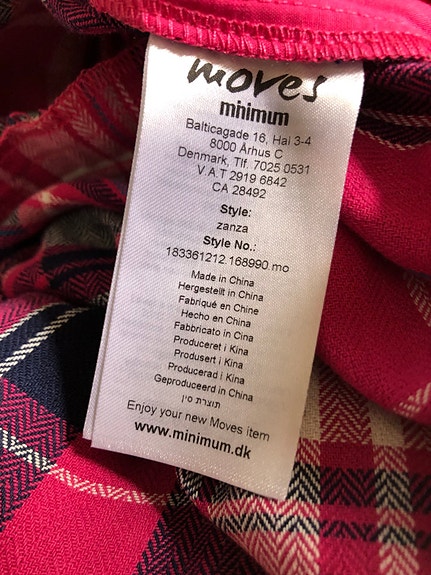 moves
minimum
Balticagade 16, Hal 3-4
8000 Århus C
Denmark, Tlf. 7025 0531
V.A.T 2919 6842
CA 28492
Style:
zanza
Style No.:
183361212.168990.mo
Made in China
Hergestellt in China
Fabriqué en Chine
Hecho en China
Fabbricato in Cina
Produceret i Kina
Produsert i Kina
Producerad i Kina
Geproduceerd in China
תוצרת סין
Enjoy your new Moves item
www.minimum.dk